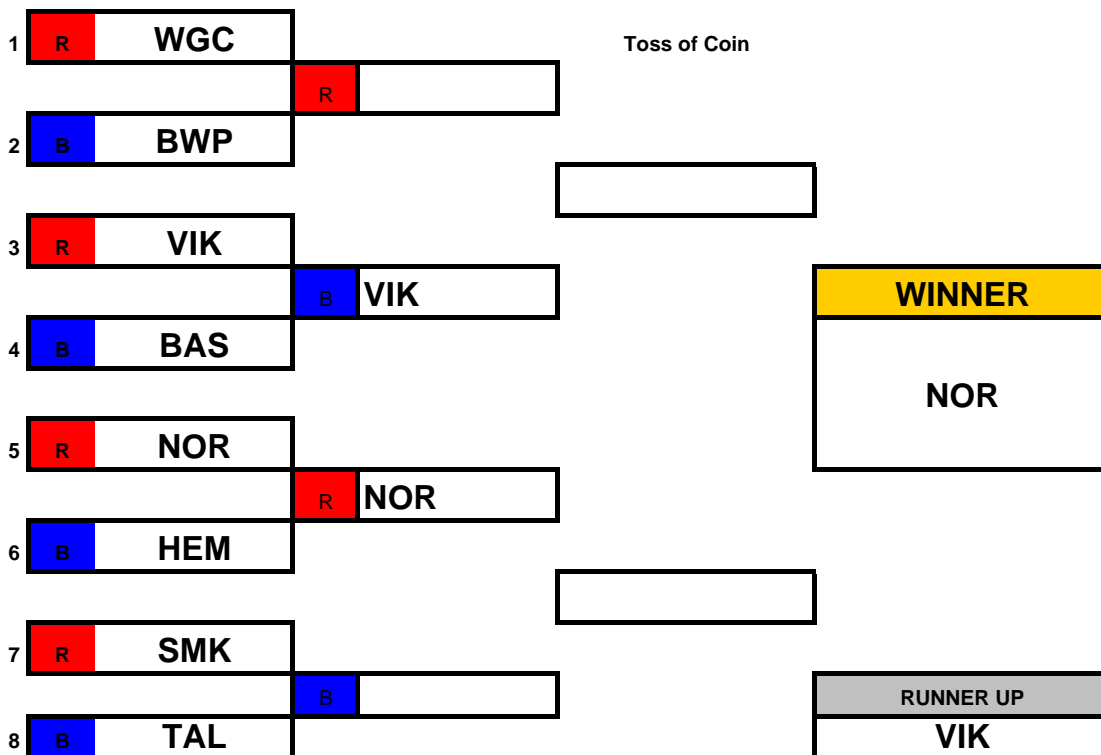 1 R WGC Toss of Coin
R
2 B BWP
3 R VIK
B VIK WINNER
4 B BAS
NOR
5 R NOR
R NOR
6 B HEM
7 R SMK
B RUNNER UP
8 B TAL VIK